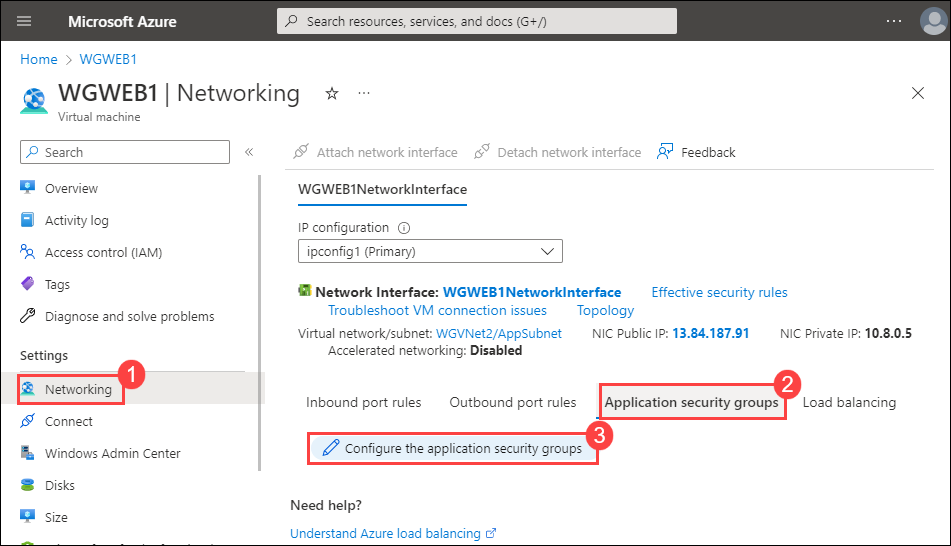 Microsoft Azure
Search resources, services, and docs (G+/)
...
Home > WGWEB1
WGWEB1 | Networking
...
Virtual machine
Search
«
Attach network interface
Detach network interface
Feedback
Overview
Activity log
Access control (IAM)
Tags
Diagnose and solve problems
Settings
Networking
1
Connect
Windows Admin Center
Disks
Size
WGWEB1NetworkInterface
IP configuration
ipconfig1 (Primary)
Network Interface: WGWEB1NetworkInterface Effective security rules
Troubleshoot VM connection issues Topology
Virtual network/subnet: WGVNet2/AppSubnet NIC Public IP: 13.84.187.91 NIC Private IP: 10.8.0.5
Accelerated networking: Disabled
Inbound port rules Outbound port rules Application security groups Load balancing
2
Configure the application security groups
3
Need help?
Understand Azure load balancing